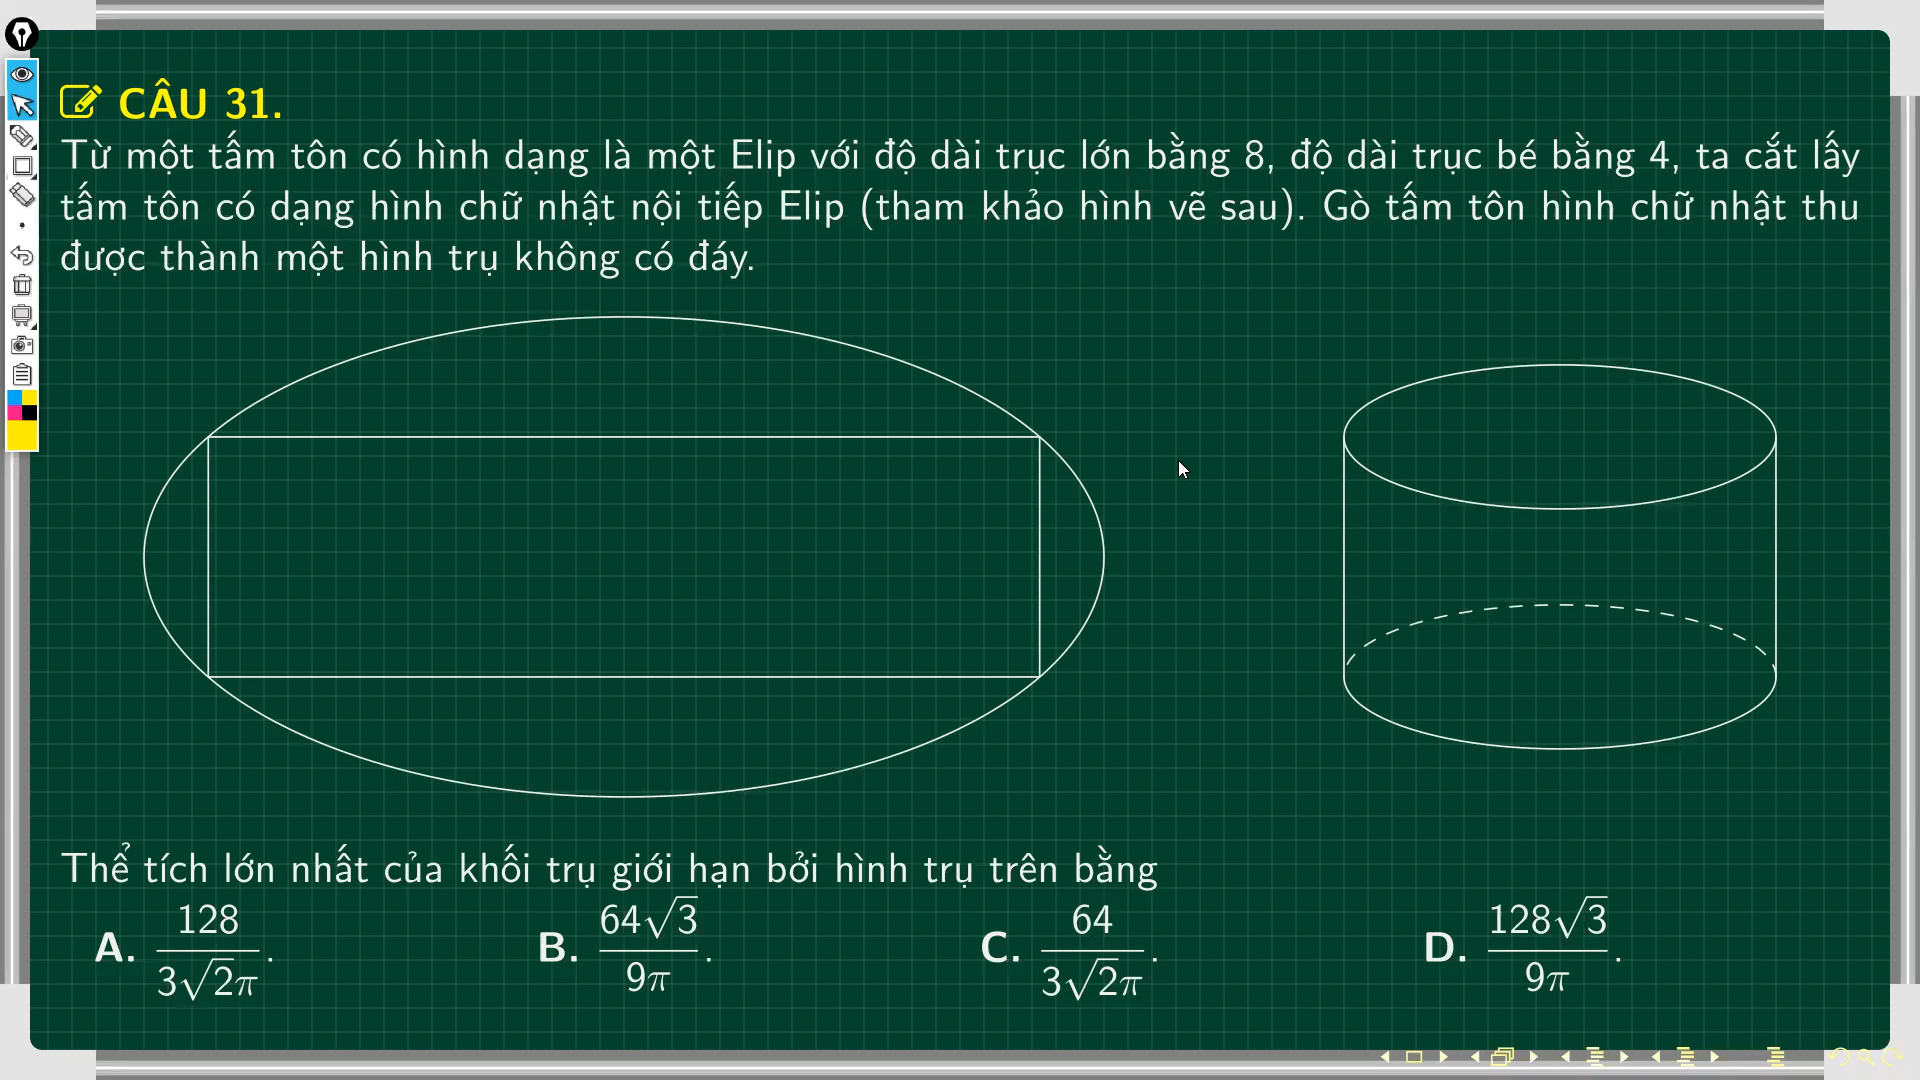 CÂU 31.
Từ một tấm tôn có hình dạng là một Elip với độ dài trục lớn bằng 8, độ dài trục bé bằng 4, ta cắt lấy
tấm tôn có dạng hình chữ nhật nội tiếp Elip (tham khảo hình vẽ sau). Gò tấm tôn hình chữ nhật thu
được thành một hình trụ không có đáy.
Thể tích lớn nhất của khối trụ giới hạn bởi hình trụ trên bằng
A. 128/(3√2π). B. 64√3/(9π). C. 64/(3√2π). D. 128√3/(9π).